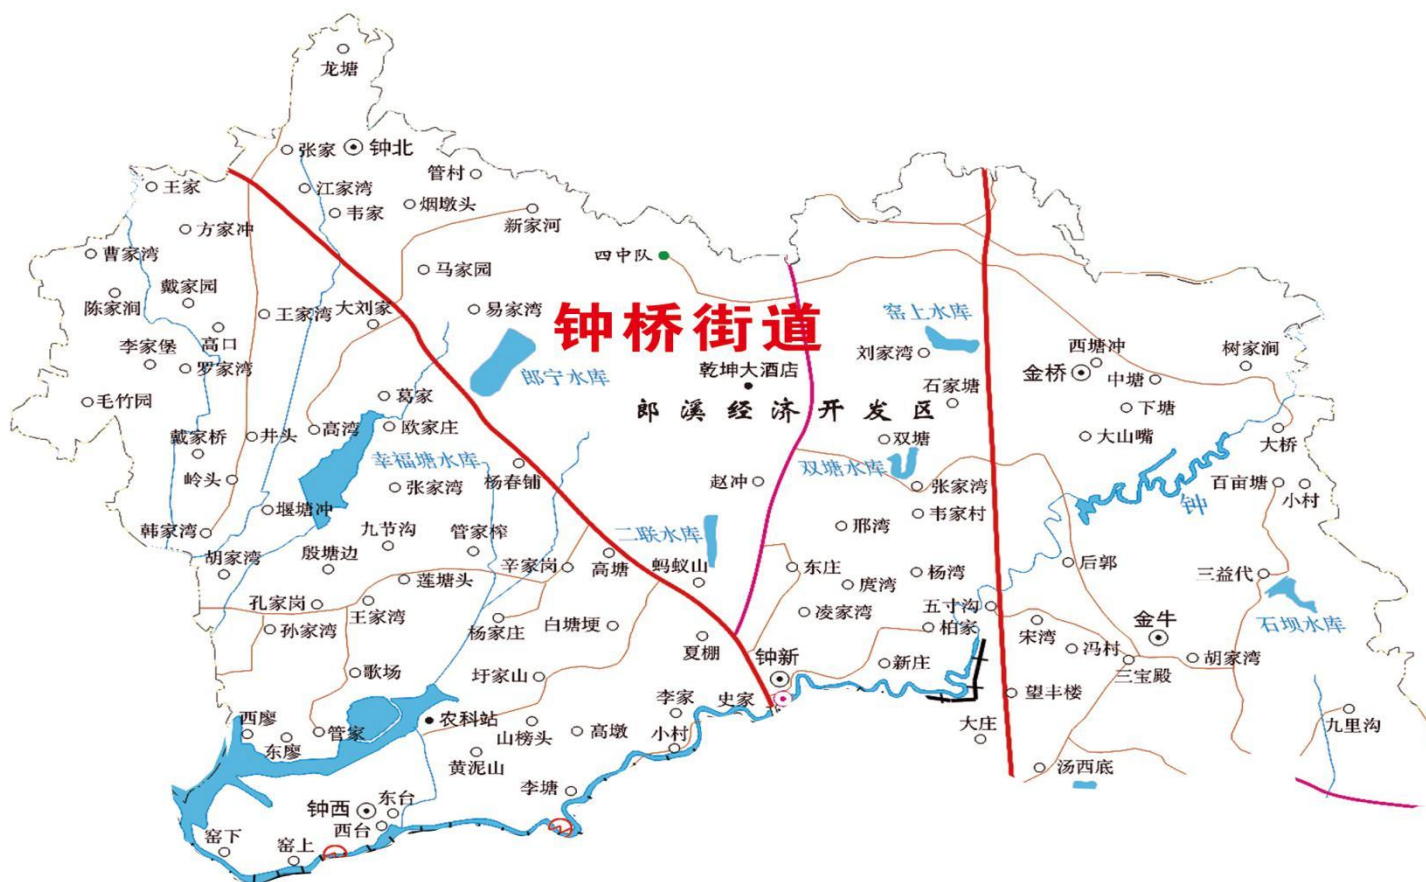 龙塘
张家
钟北
管村
王家
江家湾
韦家
烟墩头
新家河
方家冲
曹家湾
四中队
马家园
戴家园
陈家涧
王家湾
大刘家
易家湾
钟桥街道
窑上水库
高口
李家堡
罗家湾
刘家湾
西塘冲
树家涧
郎宁水库
乾坤大酒店
金桥
中塘
石家塘
毛竹园
葛家
郎溪经济开发区
下塘
戴家桥
井头
高湾
欧家庄
双塘
大山嘴
大桥
幸福塘水库
双塘水库
岭头
张家湾
杨春铺
赵冲
张家湾
百亩塘
小村
钟
堰塘冲
韦家村
韩家湾
九节沟
管家榨
二联水库
邢湾
胡家湾
殷塘边
辛家岗
高塘
蚂蚁山
东庄
杨湾
后郭
三益代
莲塘头
庹湾
孔家岗
王家湾
凌家湾
五寸沟
孙家湾
杨家庄
白塘埂
柏家
宋湾
金牛
石坝水库
夏棚
钟新
新庄
冯村
胡家湾
歌场
圩家山
三宝殿
李家
史家
望丰楼
西廖
东廖
管家
农科站
山榜头
高墩
小村
大庄
九里沟
黄泥山
汤西底
李塘
钟西
东台
西台
窑下
窑上